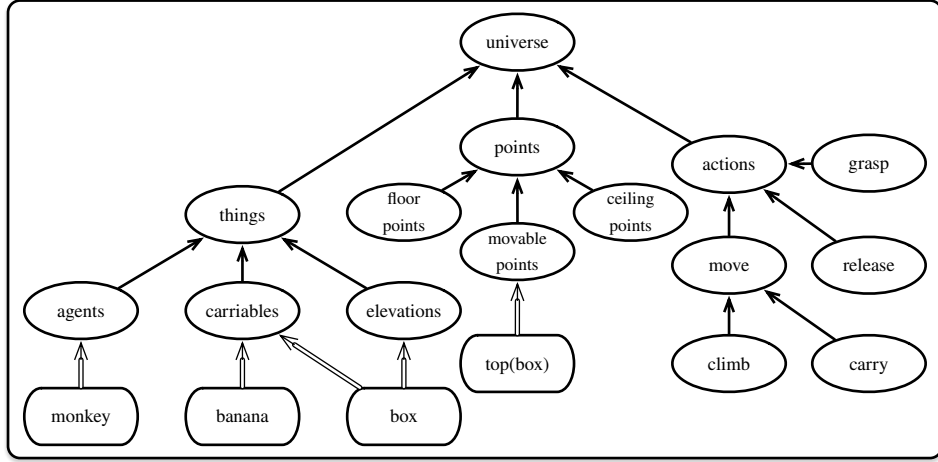 universe
points
actions
grasp
things
floor
points
movable
points
ceiling
points
move
release
agents
carriables
elevations
top(box)
climb
carry
monkey
banana
box